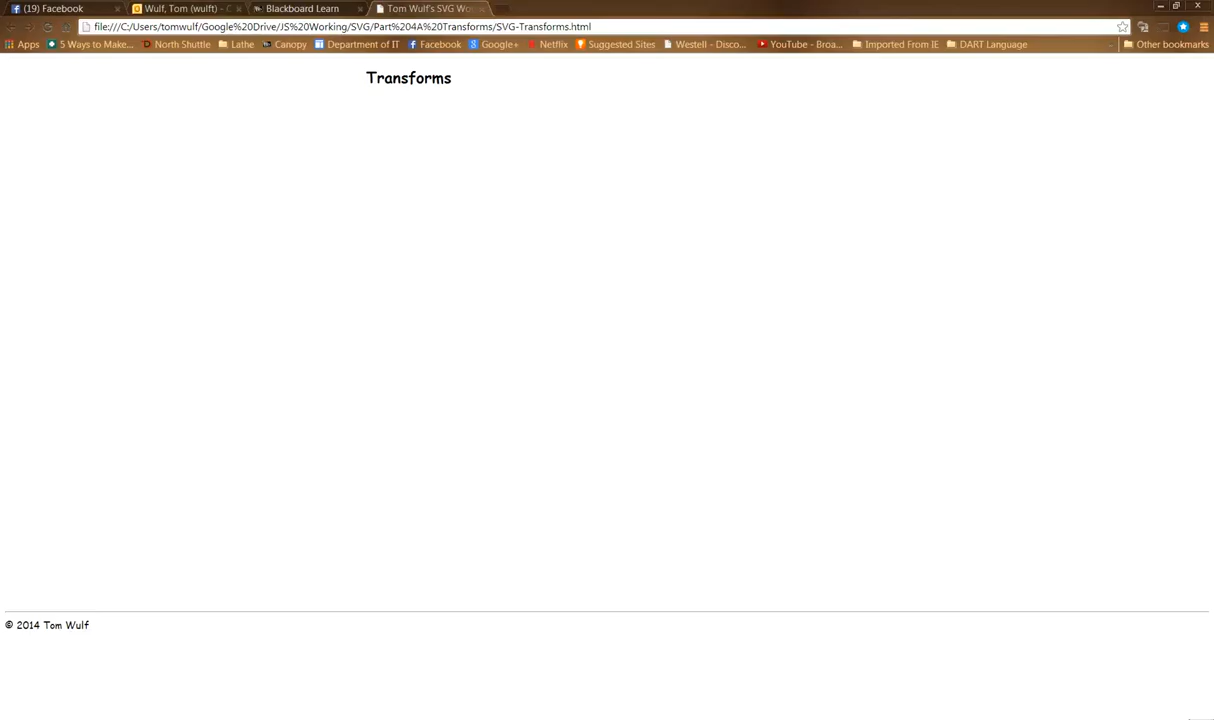 (19) Facebook
Wulf, Tom (wulft) - C
Blackboard Learn
Tom Wulf's SVG Wo
file:///C:/Users/tomwulf/Google%20Drive/JS%20Working/SVG/Part%204A%20Transforms/SVG-Transforms.html
Apps 5 Ways to Make... North Shuttle Lathe Canopy Department of IT Facebook Google+ Netflix Suggested Sites Westell - Disco... YouTube - Broa... Imported From IE DART Language Other bookmarks
Transforms
© 2014 Tom Wulf